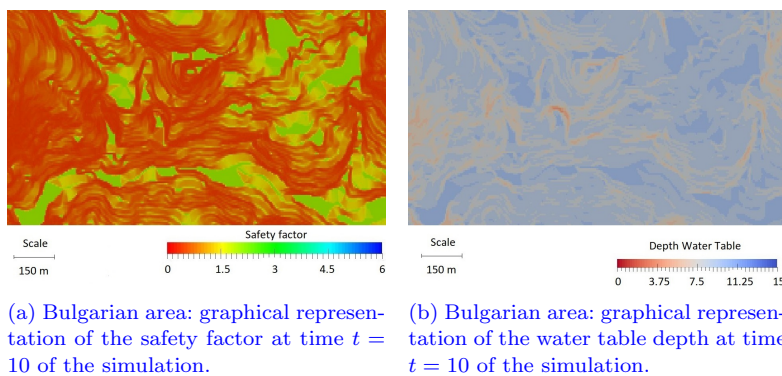 Safety factor
Scale
150 m
0 1.5 3 4.5 6
(a) Bulgarian area: graphical represen-
tation of the safety factor at time t =
10 of the simulation.
Scale
150 m
Depth Water Table
0 3.75 7.5 11.25 15
(b) Bulgarian area: graphical represen-
tation of the water table depth at time
t = 10 of the simulation.